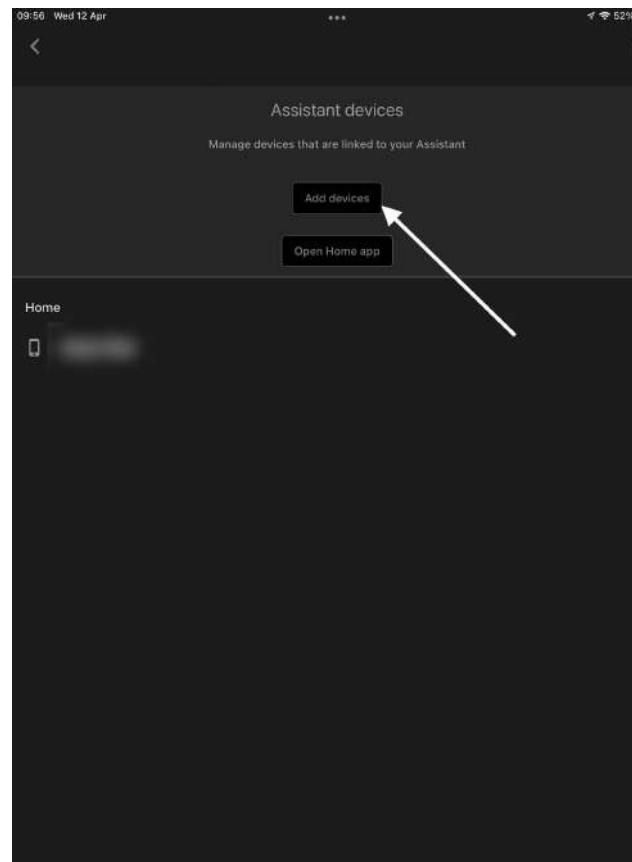 09:56 Wed 12 Apr
52%
Assistant devices
Manage devices that are linked to your Assistant
Add devices
Open Home app
Home